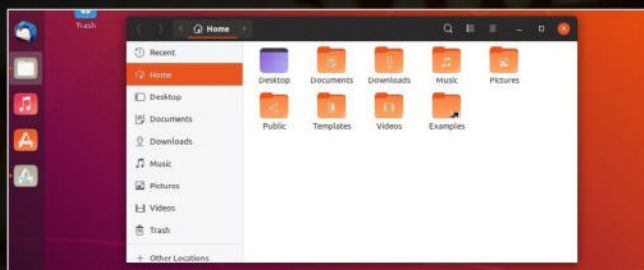 Trash
Home
Recent
Home
Desktop
Documents
Downloads
Music
Pictures
Videos
Trash
+ Other Locations
Desktop Documents Downloads Music Pictures
Public Templates Videos Examples